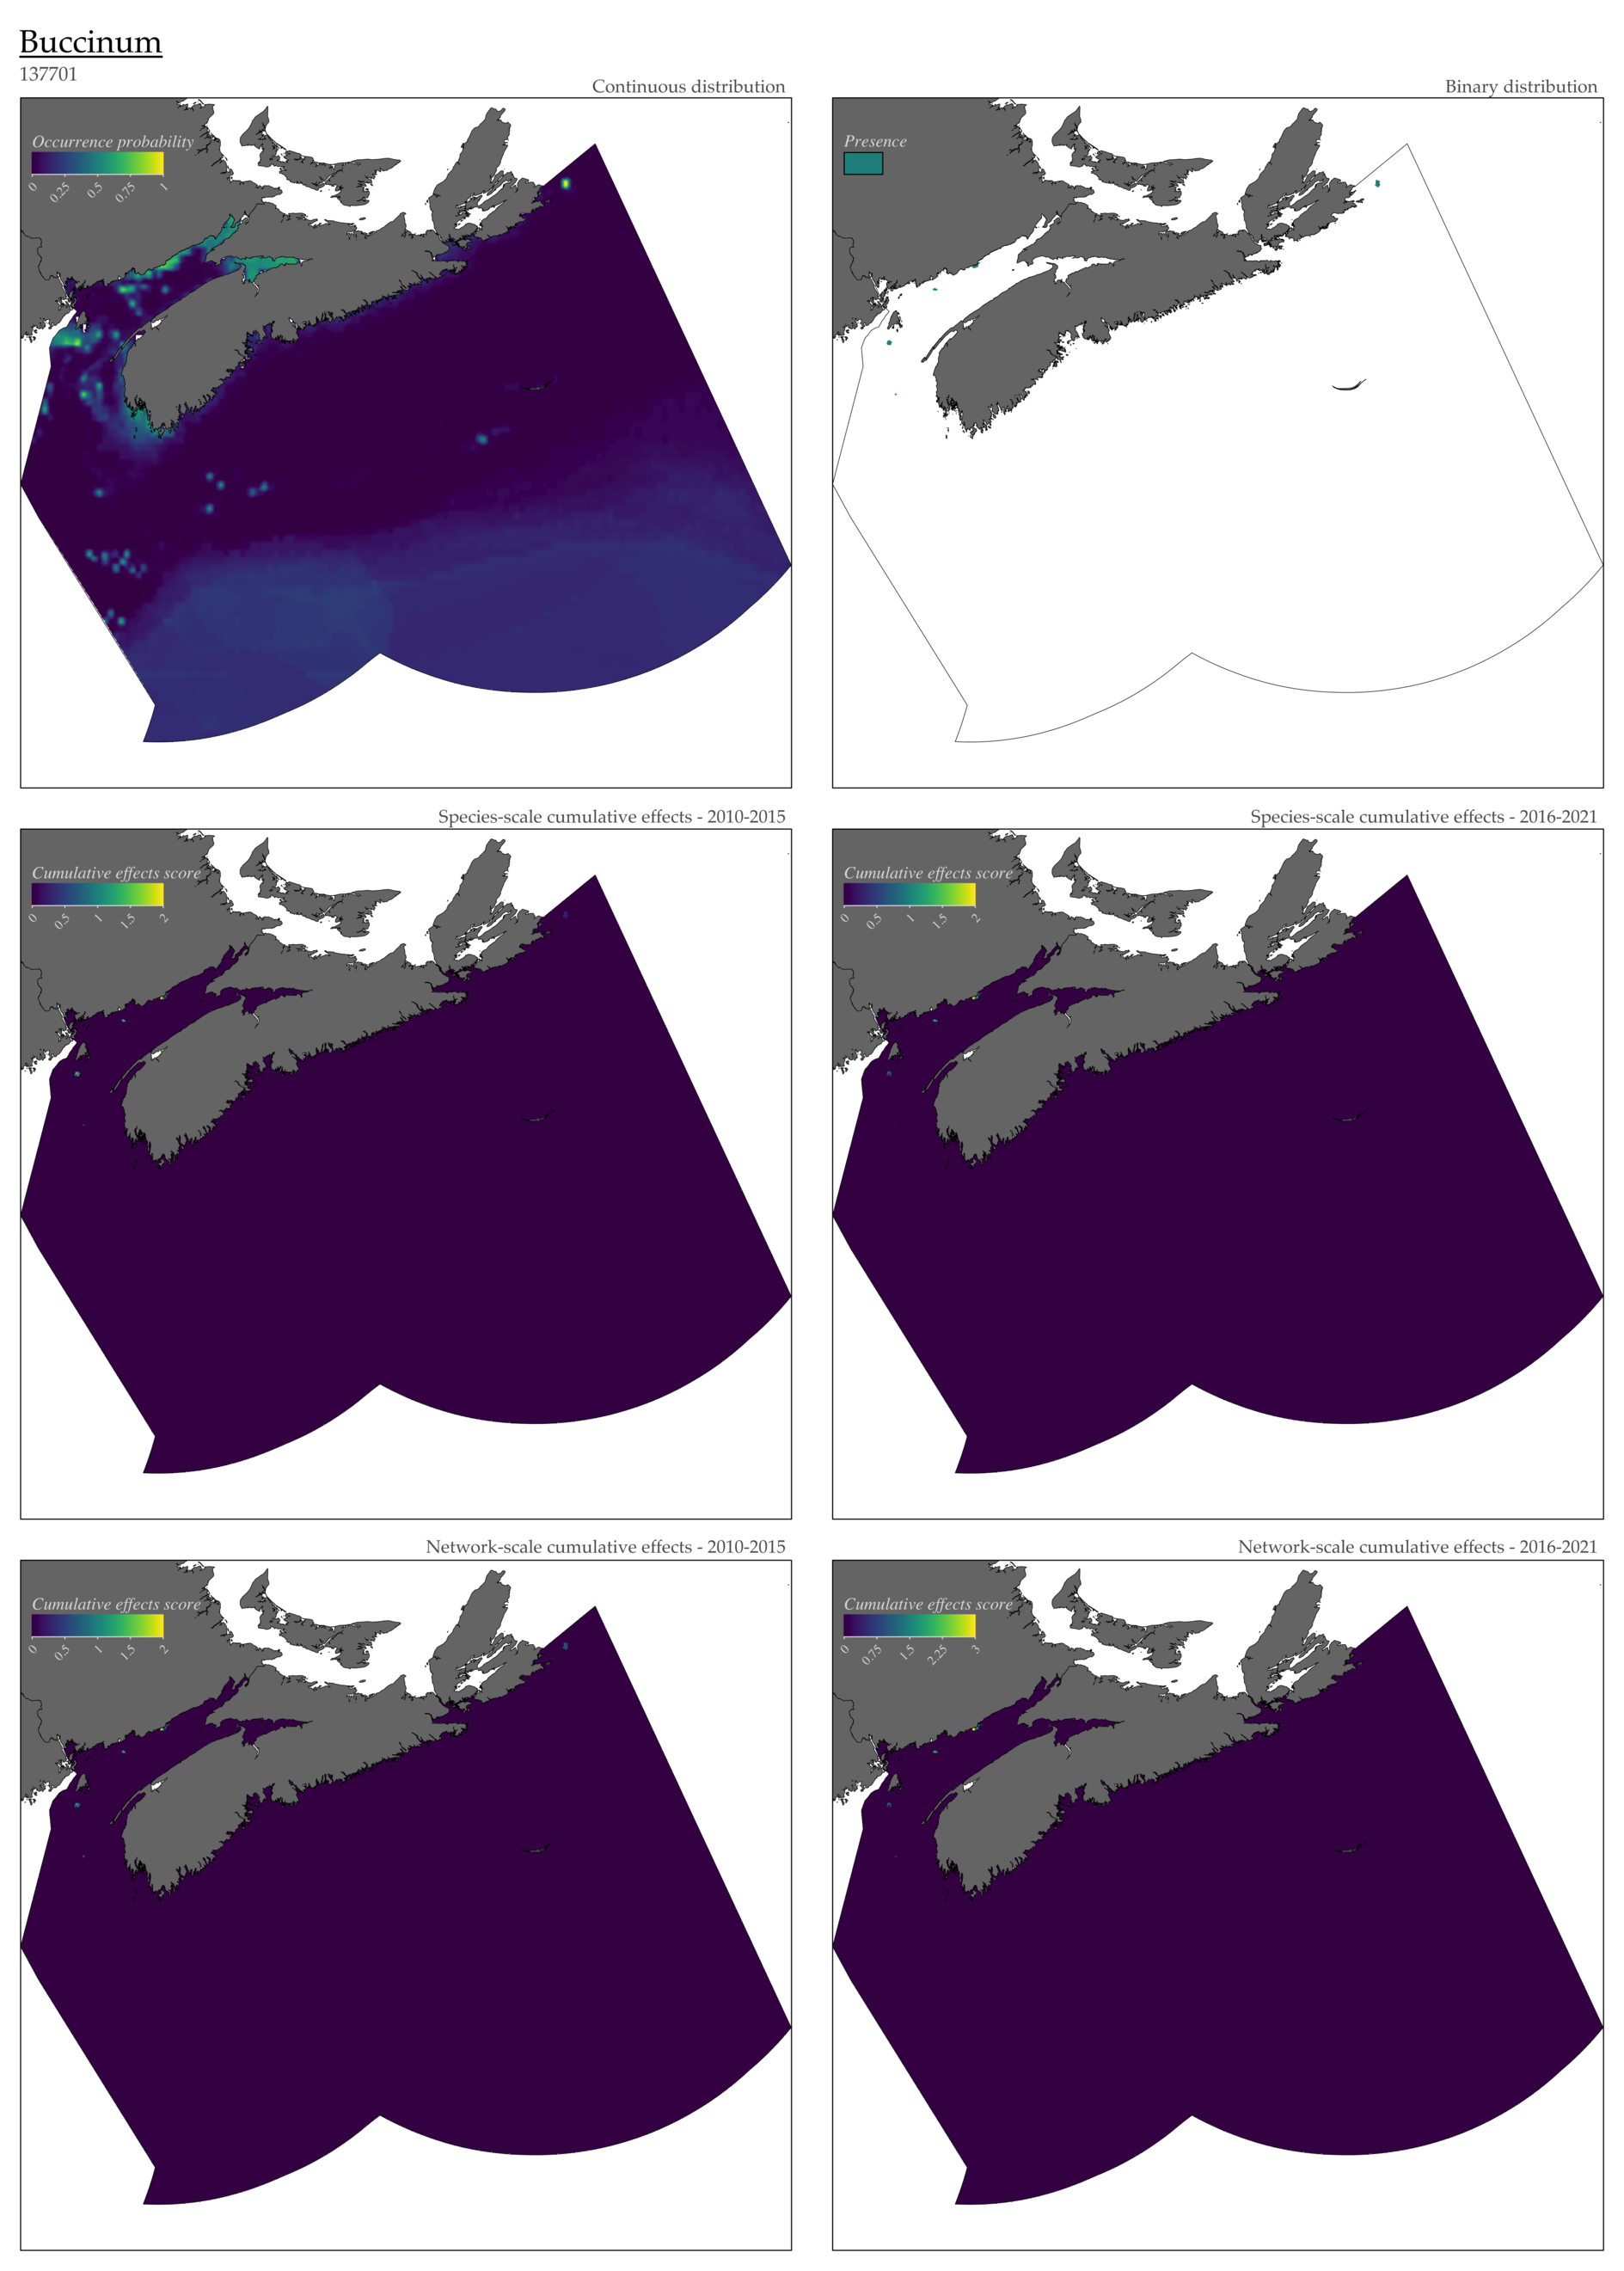 Buccinum
137701
Continuous distribution
Occurrence probability
0 0.25 0.5 0.75 1
Binary distribution
Presence
Species-scale cumulative effects - 2010-2015
Cumulative effects score
0 0.5 1 1.5 2
Species-scale cumulative effects - 2016-2021
Cumulative effects score
0 0.5 1 1.5 2
Network-scale cumulative effects - 2010-2015
Cumulative effects score
0 0.5 1 1.5 2
Network-scale cumulative effects - 2016-2021
Cumulative effects score
0 0.75 1.5 2.25 3